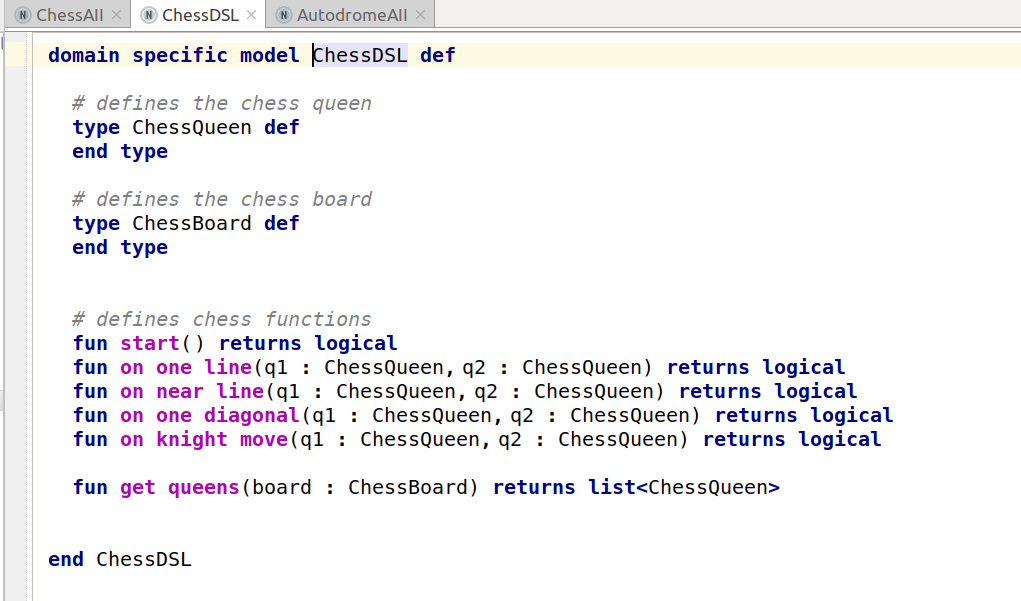 ChessAll ChessDSL AutodromeAll
domain specific model ChessDSL def
# defines the chess queen
type ChessQueen def
end type
# defines the chess board
type ChessBoard def
end type
# defines chess functions
fun start() returns logical
fun on one line(q1 : ChessQueen, q2 : ChessQueen) returns logical
fun on near line(q1 : ChessQueen, q2 : ChessQueen) returns logical
fun on one diagonal(q1 : ChessQueen, q2 : ChessQueen) returns logical
fun on knight move(q1 : ChessQueen, q2 : ChessQueen) returns logical
fun get queens(board : ChessBoard) returns list<ChessQueen>
end ChessDSL